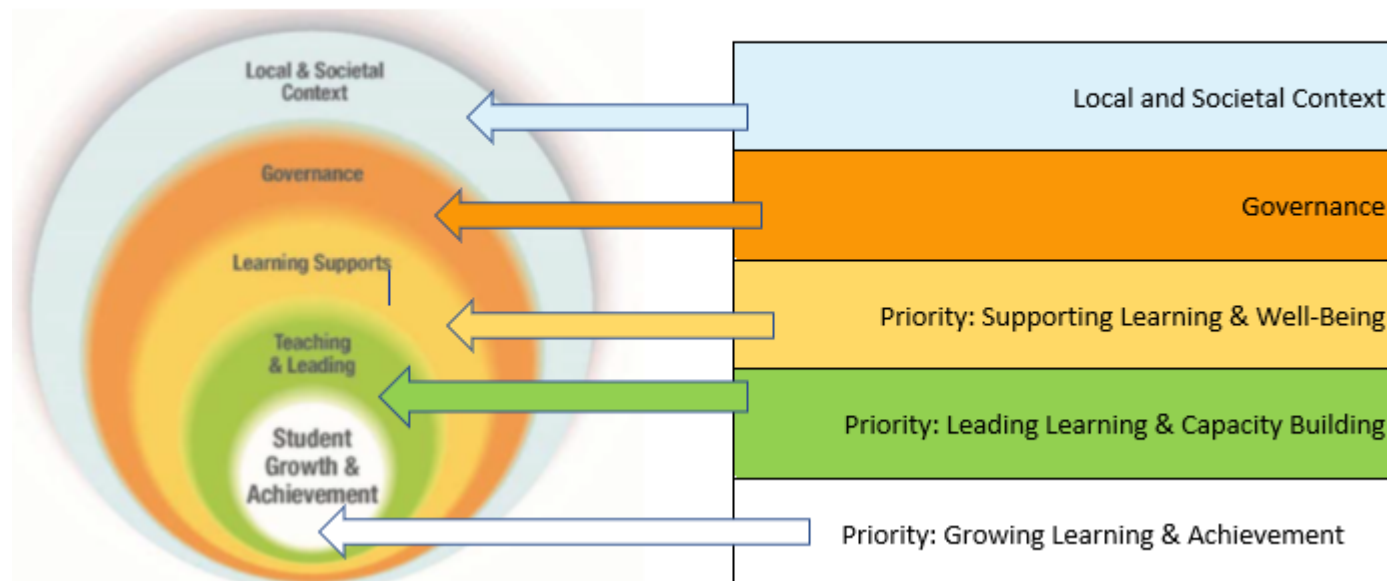 Local & Societal
Context
Governance
Learning Supports
Teaching
& Leading
Student
Growth &
Achievement
Local and Societal Context
Governance
Priority: Supporting Learning & Well-Being
Priority: Leading Learning & Capacity Building
Priority: Growing Learning & Achievement